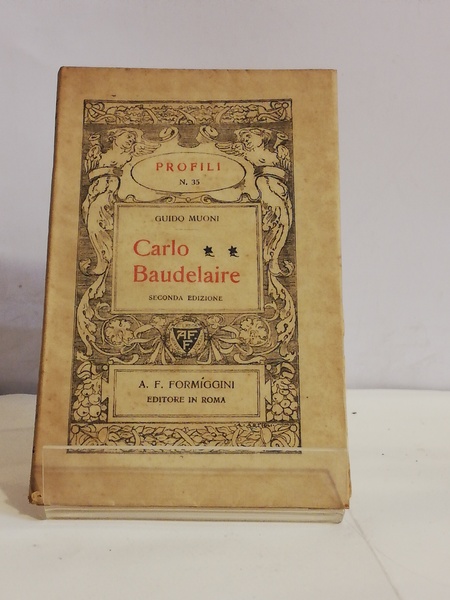 PROFILI
N. 35
GUIDO MUONI
Carlo
Baudelaire
SECONDA EDIZIONE
AFF
A. F. FORMÍGGINI
EDITORE IN ROMA